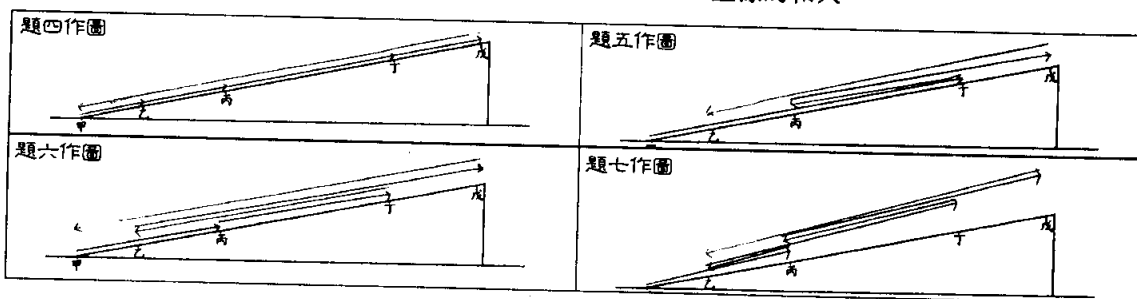 題四作圖
甲 乙 丙 丁 戊
題五作圖
乙 丙 丁 戊
題六作圖
甲 乙 丙 丁 戊
題七作圖
乙 丙 丁 戊